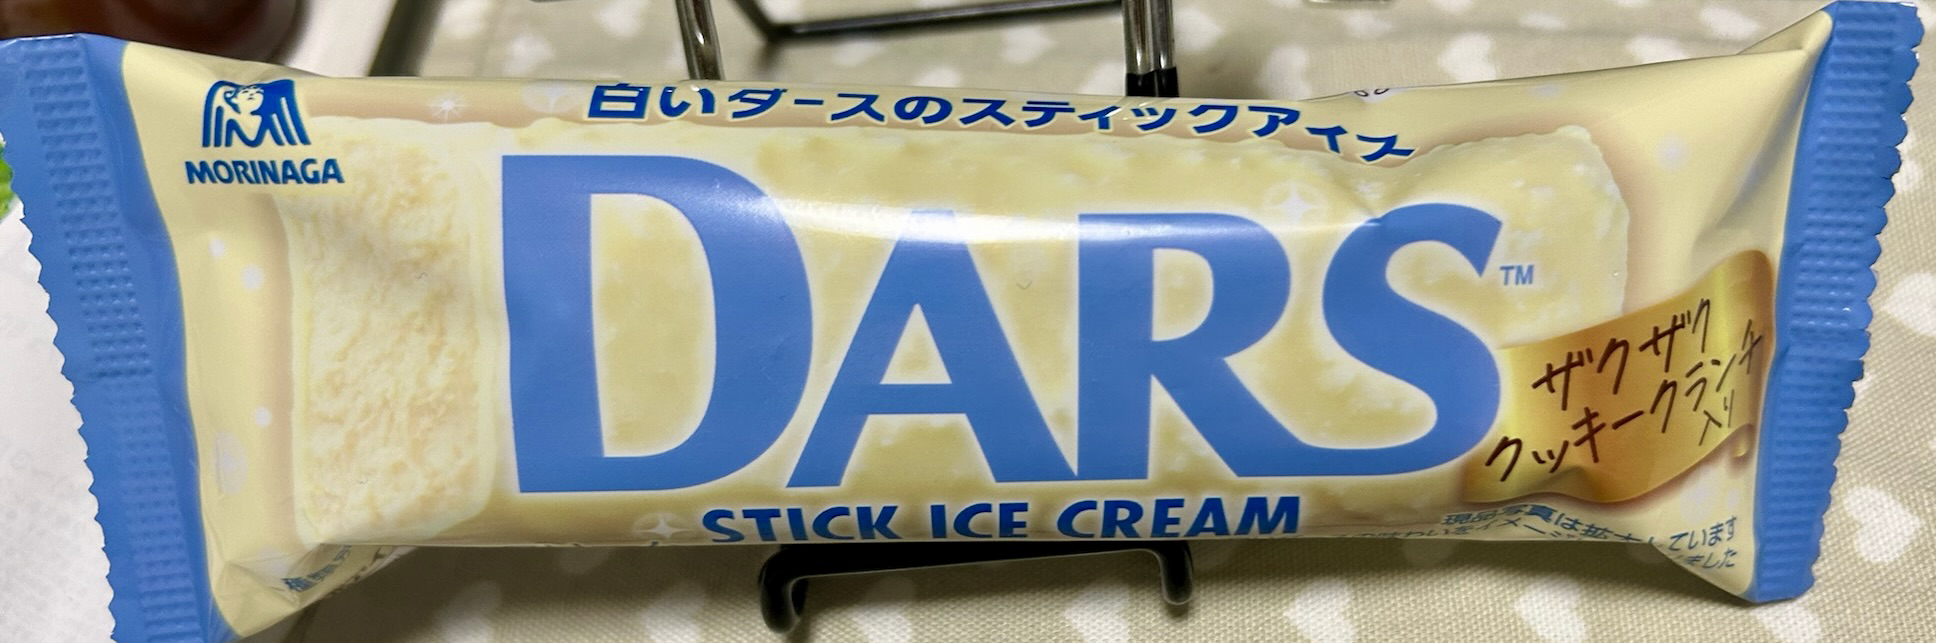 白いダースのスティックアイス
MORINAGA
DARS
TM
ザクザク
クッキークランチ
入り
STICK ICE CREAM
現品写真は拡大しています